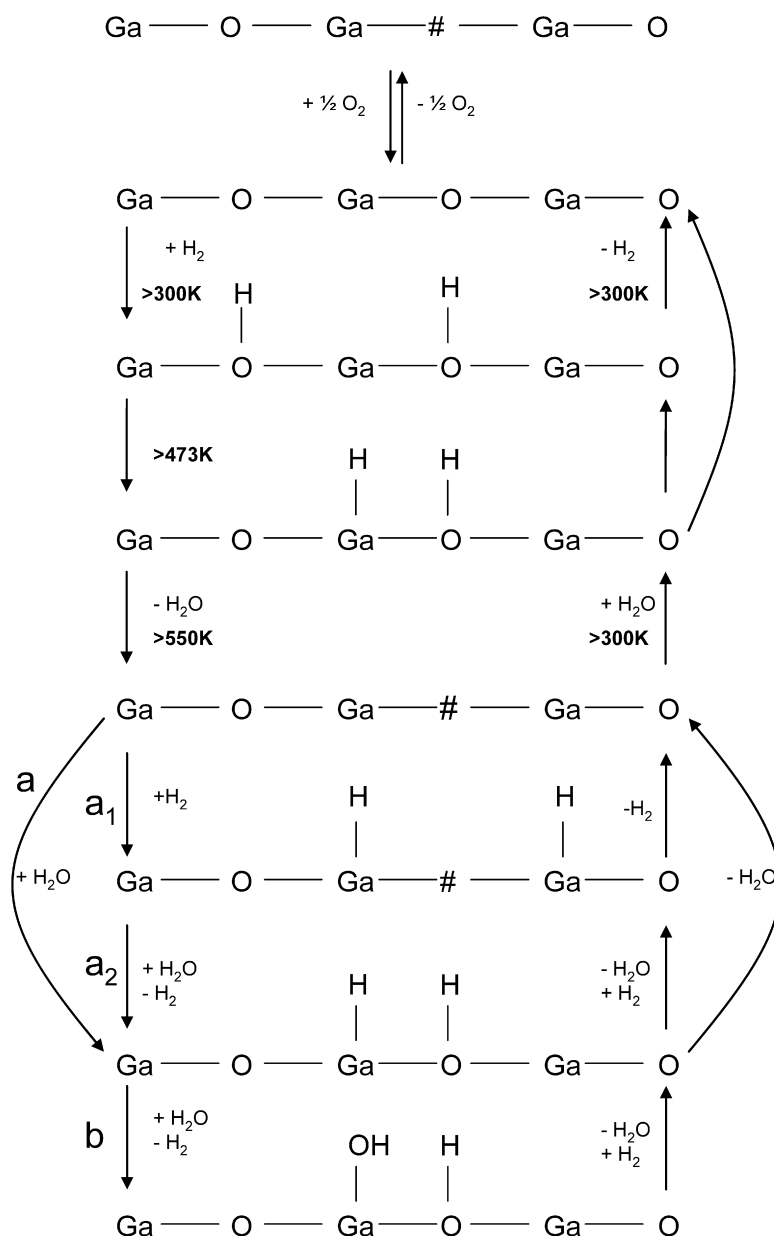 Ga O Ga # Ga O
+ ½ O₂ - ½ O₂
Ga O Ga O Ga O
+ H₂ - H₂
>300K H H >300K
Ga O Ga O Ga O
>473K H H
Ga O Ga O Ga O
- H₂O + H₂O
>550K >300K
Ga O Ga # Ga O
a a₁ +H₂ H H -H₂
+ H₂O Ga O Ga # Ga O - H₂O
a₂ + H₂O - H₂O
- H₂ H H + H₂
Ga O Ga O Ga O
b + H₂O - H₂O
- H₂ OH H + H₂
Ga O Ga O Ga O